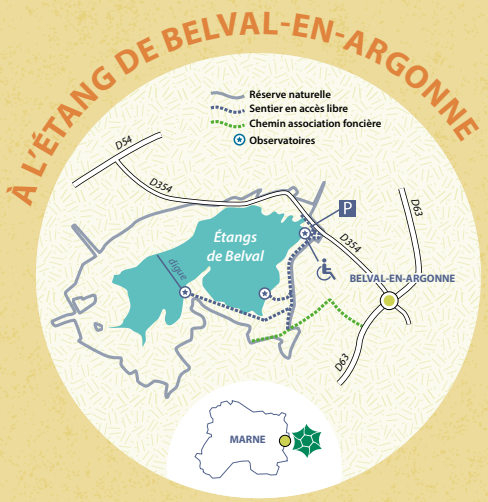 À L'ÉTANG DE BELVAL-EN-ARGONNE
Réserve naturelle
Sentier en accès libre
Chemin association foncière
Observatoires
D54
D354
P
D63
Étangs
de Belval
D354
digue
BELVAL-EN-ARGONNE
D63
MARNE